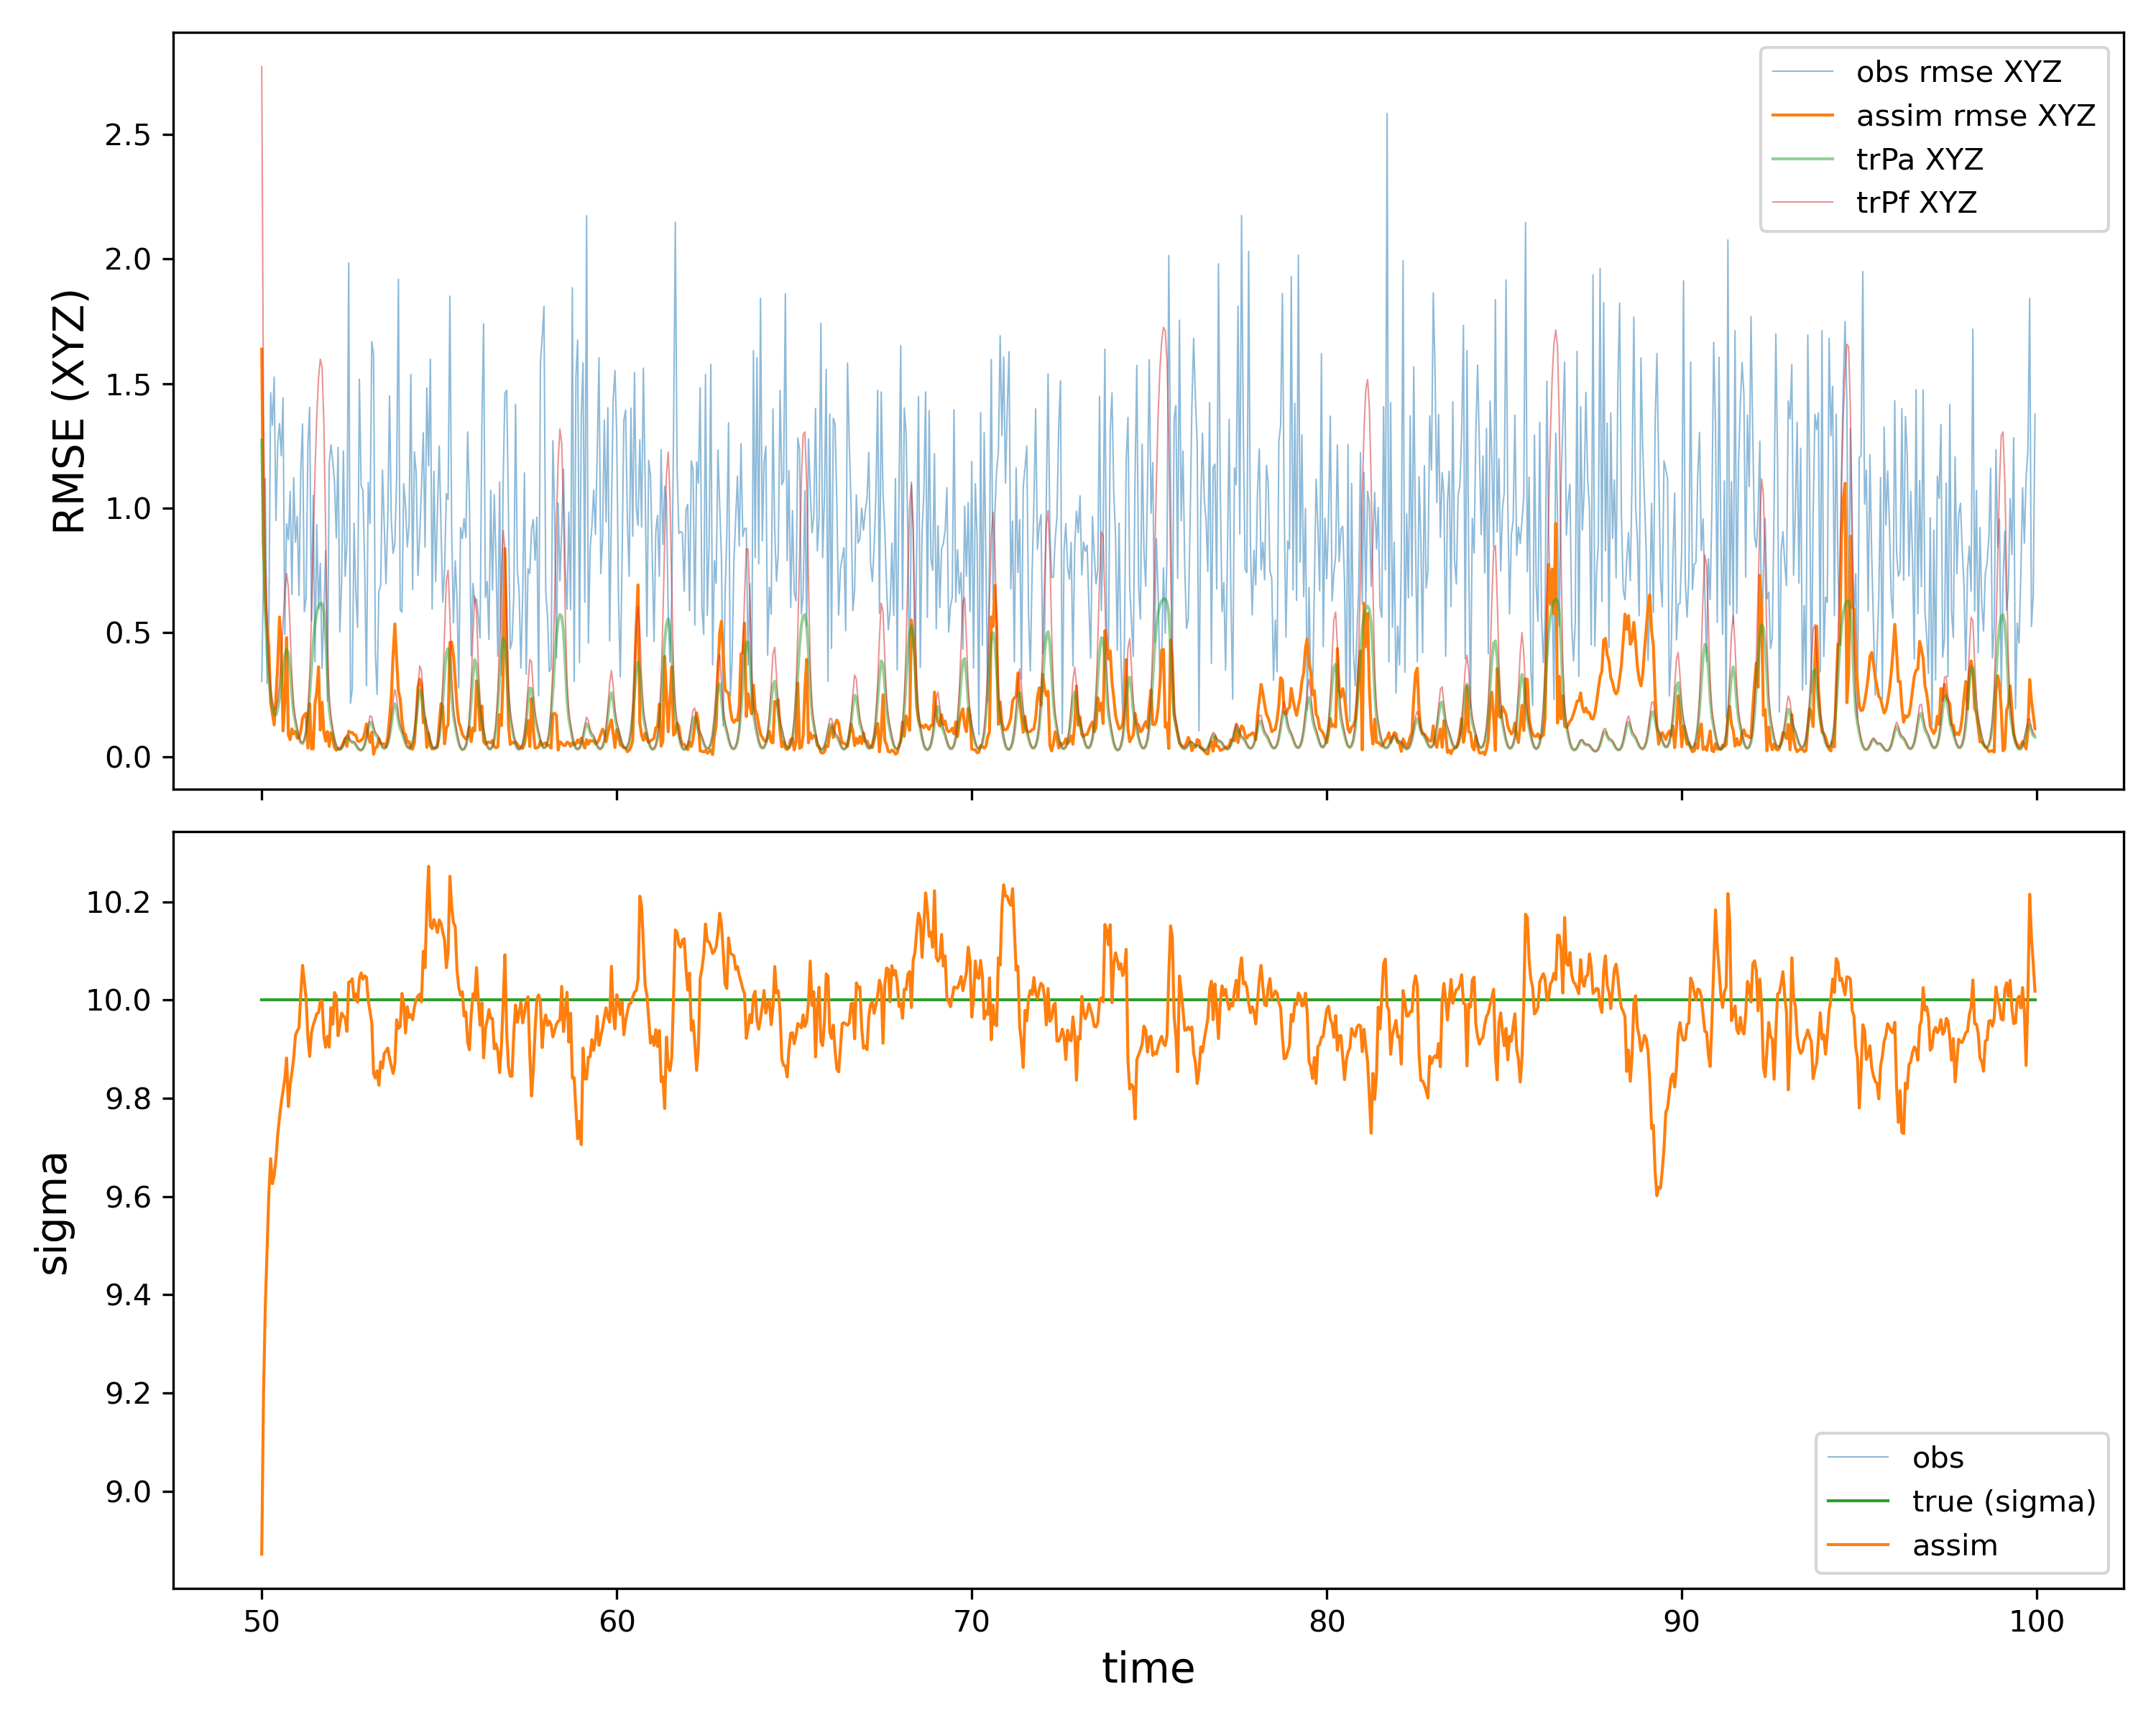 RMSE (XYZ)
2.5
2.0
1.5
1.0
0.5
0.0
obs rmse XYZ
assim rmse XYZ
trPa XYZ
trPf XYZ
sigma
10.2
10.0
9.8
9.6
9.4
9.2
9.0
obs
true (sigma)
assim
50 60 70 80 90 100
time